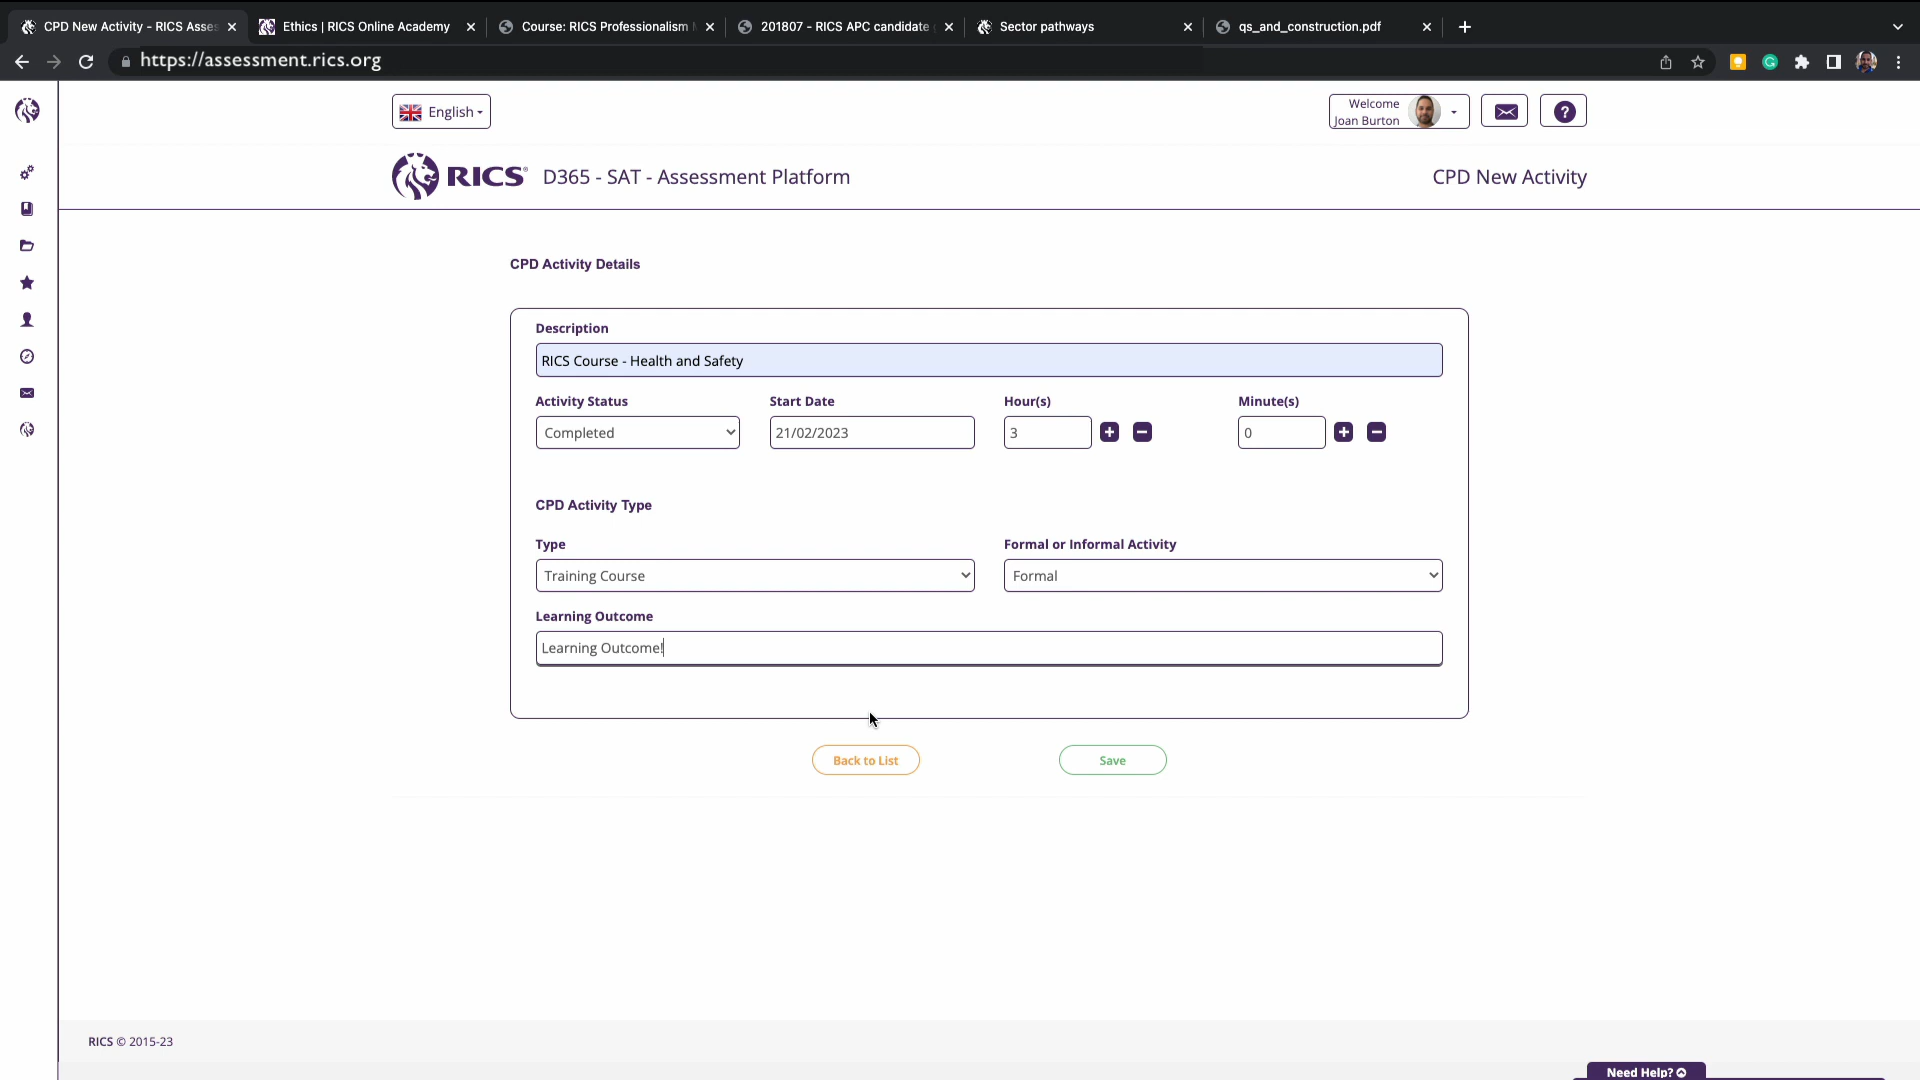 CPD New Activity - RICS Asses
Ethics | RICS Online Academy
Course: RICS Professionalism
201807 - RICS APC candidate
Sector pathways
qs_and_construction.pdf
https://assessment.rics.org
English
Welcome
Joan Burton
RICS
D365 - SAT - Assessment Platform
CPD New Activity
CPD Activity Details
Description
RICS Course - Health and Safety
Activity Status
Start Date
Hour(s)
Minute(s)
Completed
21/02/2023
3
0
CPD Activity Type
Type
Formal or Informal Activity
Training Course
Formal
Learning Outcome
Learning Outcome!
Back to List
Save
RICS © 2015-23
Need Help?